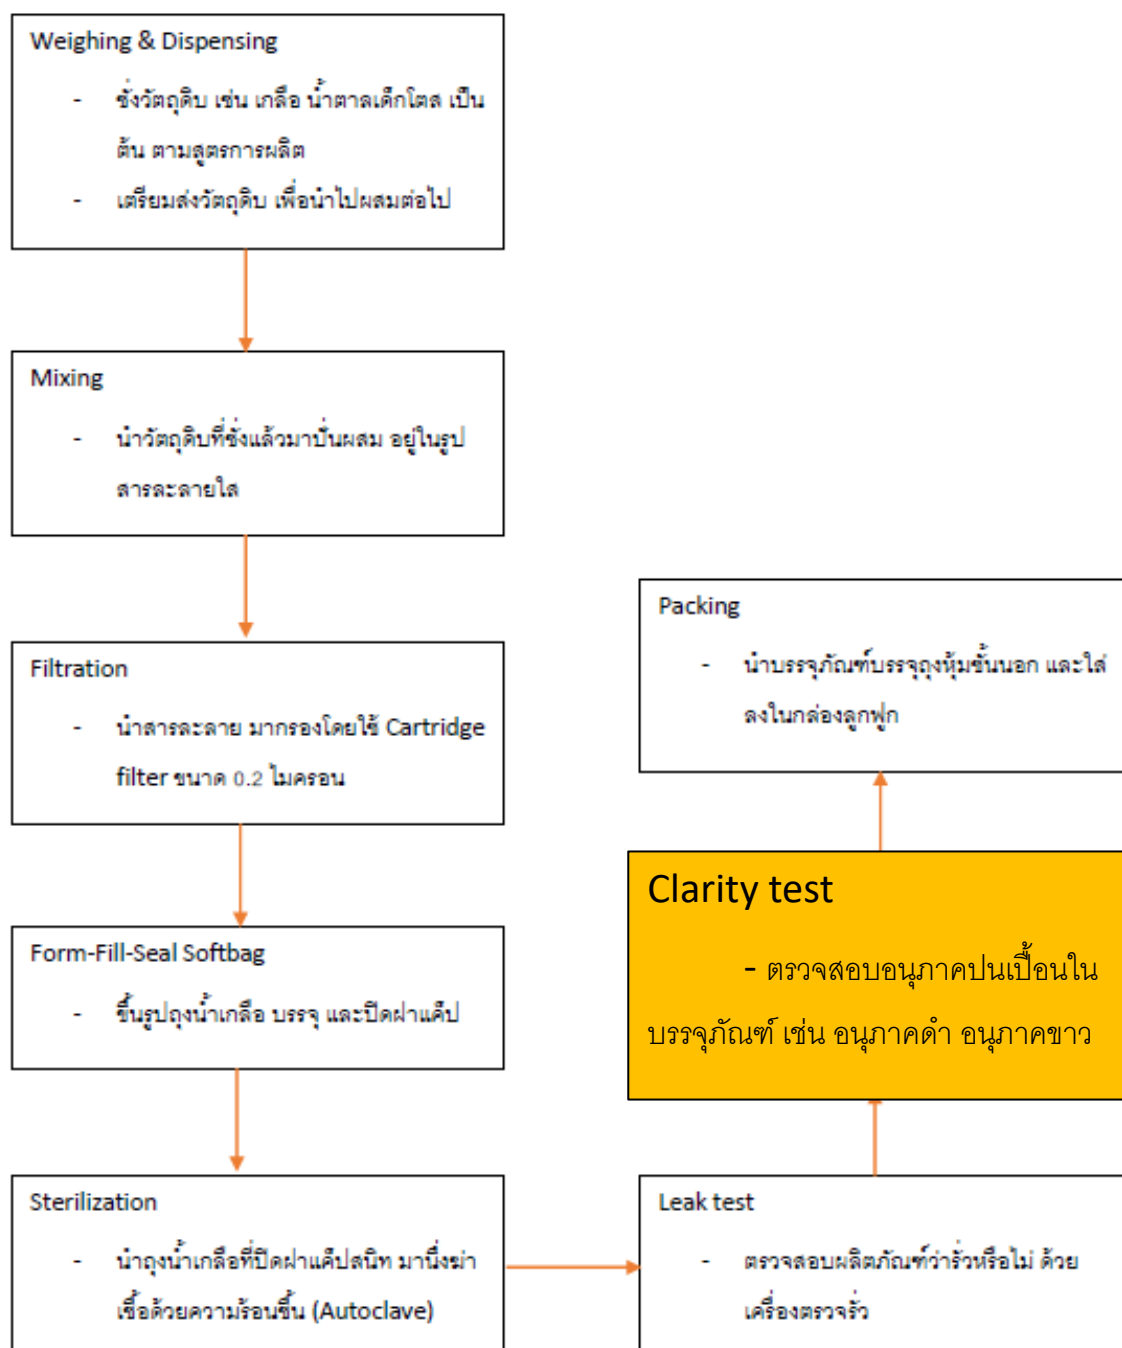 Weighing & Dispensing
- ชั่งวัตถุดิบ เช่น เกลือ น้ำตาลเด็กโตส เป็น
ต้น ตามสูตรการผลิต
- เตรียมส่งวัตถุดิบ เพื่อนำไปผสมต่อไป
Mixing
- นำวัตถุดิบที่ชั่งแล้วมาปั่นผสม อยู่ในรูป
สารละลายใส
Filtration
- นำสารละลาย มากรองโดยใช้ Cartridge
filter ขนาด 0.2 ไมครอน
Form-Fill-Seal Softbag
- ขึ้นรูปถุงน้ำเกลือ บรรจุ และปิดฝาแค็ป
Sterilization
- นำถุงน้ำเกลือที่ปิดฝาแค็ปสนิท มานึ่งฆ่า
เชื้อด้วยความร้อนชื้น (Autoclave)
Leak test
- ตรวจสอบผลิตภัณฑ์ว่ารั่วหรือไม่ ด้วย
เครื่องตรวจรั่ว
Clarity test
- ตรวจสอบอนุภาคปนเปื้อนใน
บรรจุภัณฑ์ เช่น อนุภาคดำ อนุภาคขาว
Packing
- นำบรรจุภัณฑ์บรรจุถุงหุ้มชั้นนอก และใส่
ลงในกล่องลูกฟูก